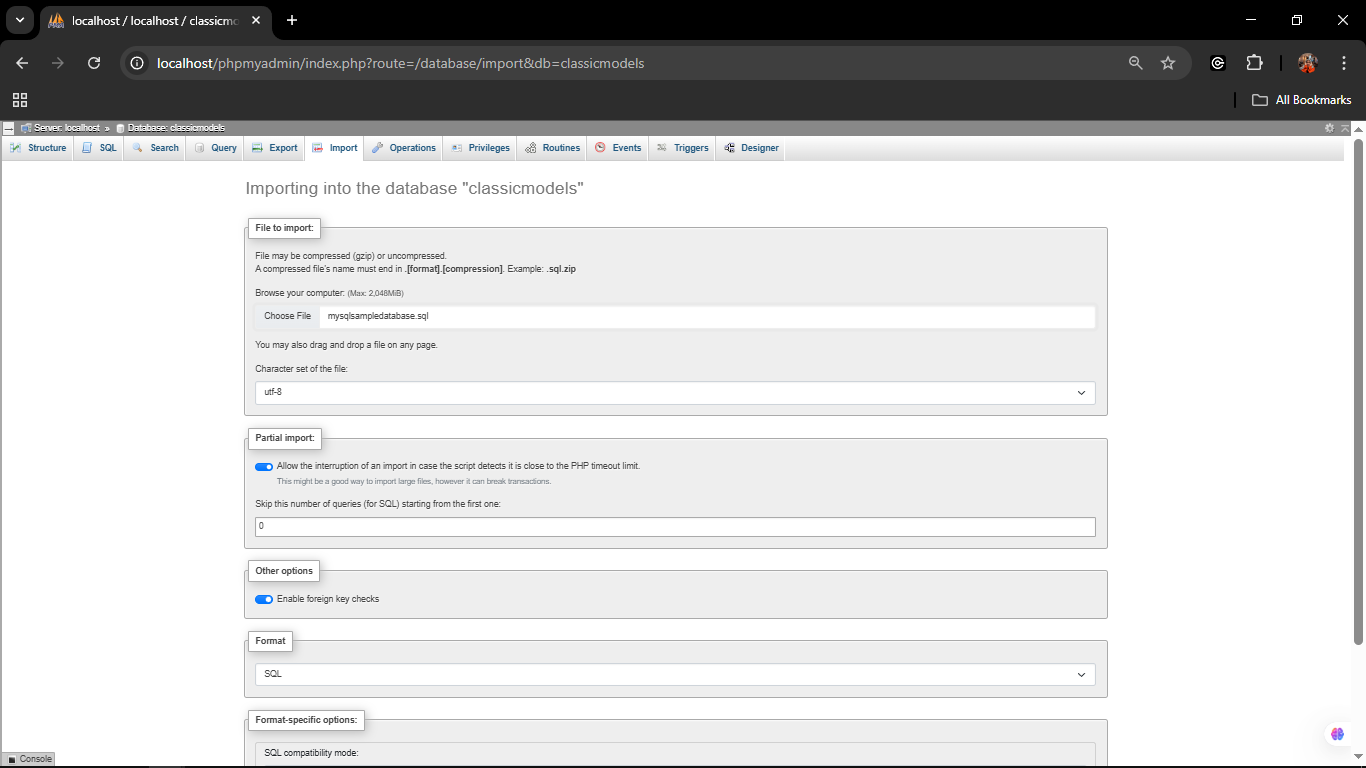 localhost / localhost / classicmo
localhost/phpmyadmin/index.php?route=/database/import&db=classicmodels
All Bookmarks
Server: localhost » Database: classicmodels
Structure SQL Search Query Export Import Operations Privileges Routines Events Triggers Designer
Importing into the database "classicmodels"
File to import:
File may be compressed (gzip) or uncompressed.
A compressed file's name must end in .[format].[compression]. Example: .sql.zip
Browse your computer: (Max: 2,048MiB)
Choose File mysqlsampledatabase.sql
You may also drag and drop a file on any page.
Character set of the file:
utf-8
Partial import:
Allow the interruption of an import in case the script detects it is close to the PHP timeout limit.
This might be a good way to import large files, however it can break transactions.
Skip this number of queries (for SQL) starting from the first one:
0
Other options
Enable foreign key checks
Format
SQL
Format-specific options:
SQL compatibility mode:
Console